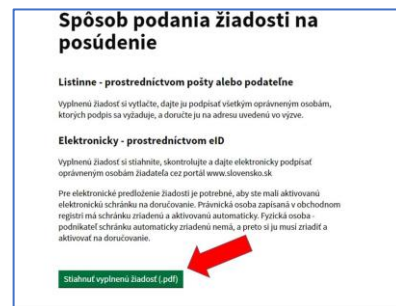 Spôsob podania žiadosti na
posúdenie
Listinne - prostredníctvom pošty alebo podateľne
Vyplnenú žiadosť si vytlačte, dajte ju podpísať všetkým oprávneným osobám,
ktorých podpis sa vyžaduje, a doručte ju na adresu uvedenú vo výzve.
Elektronicky - prostredníctvom eID
Vyplnenú žiadosť si stiahnite, skontrolujte a dajte elektronicky podpísať
oprávneným osobám žiadateľa cez portál www.slovensko.sk
Pre elektronické predloženie žiadosti je potrebné, aby ste mali aktivovanú
elektronickú schránku na doručovanie. Právnická osoba zapísaná v obchodnom
registri má schránku zriadenú a aktivovanú automaticky. Fyzická osoba -
podnikateľ schránku automaticky zriadenú nemá, a preto si ju musí zriadiť a
aktivovať na doručovanie.
Stiahnuť vyplnenú žiadosť (.pdf)